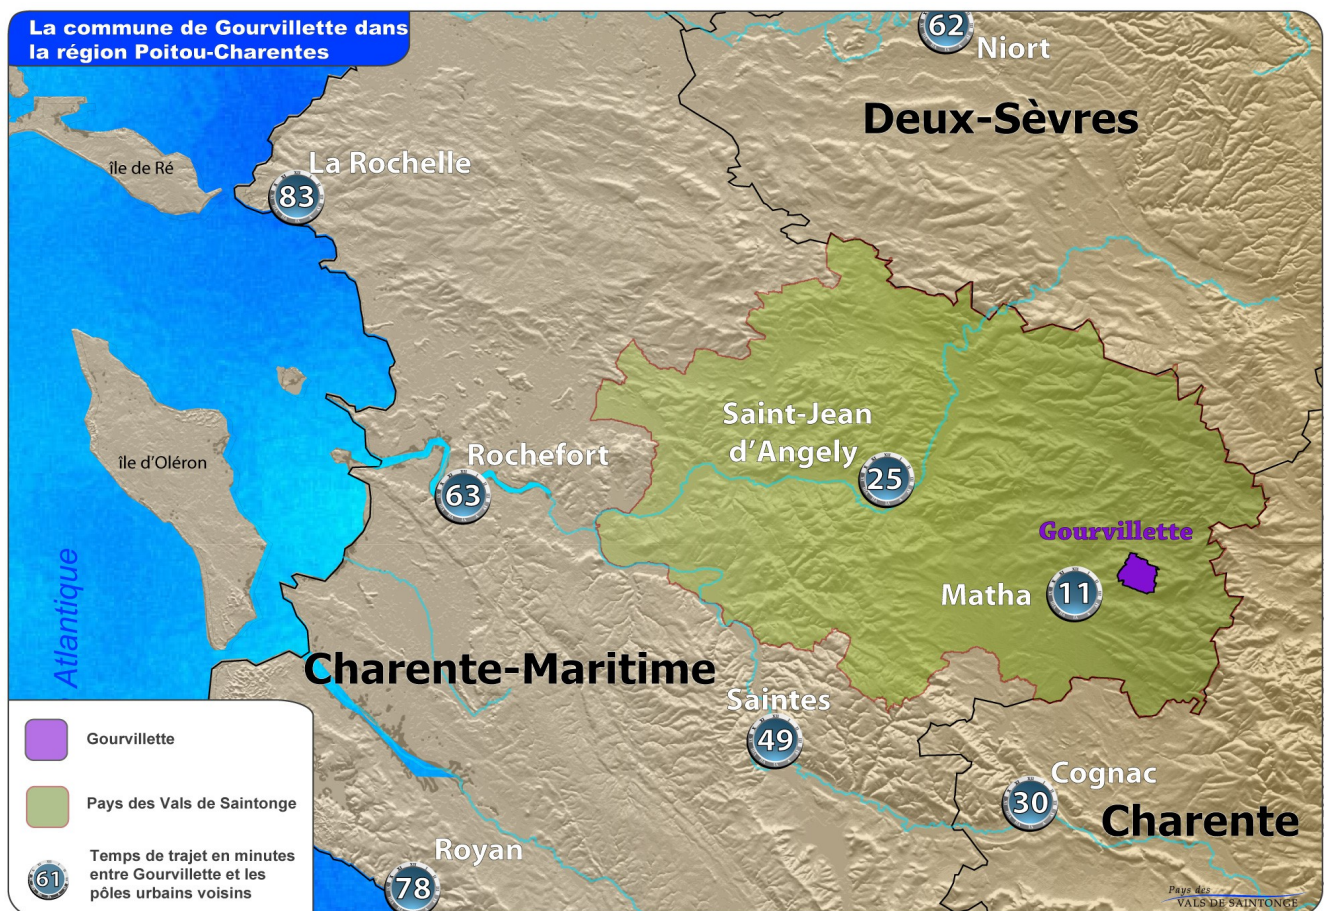 La commune de Gourvillette dans
la région Poitou-Charentes
62
Niort
Deux-Sèvres
La Rochelle
île de Ré
83
Saint-Jean
d'Angely
25
Rochefort
63
île d'Oléron
Gourvillette
Matha
11
Atlantique
Charente-Maritime
Saintes
49
Cognac
30
Charente
Royan
78
Gourvillette
Pays des Vals de Saintonge
Temps de trajet en minutes
entre Gourvillette et les
pôles urbains voisins
61
Pays des
VALS DE SAINTONGE